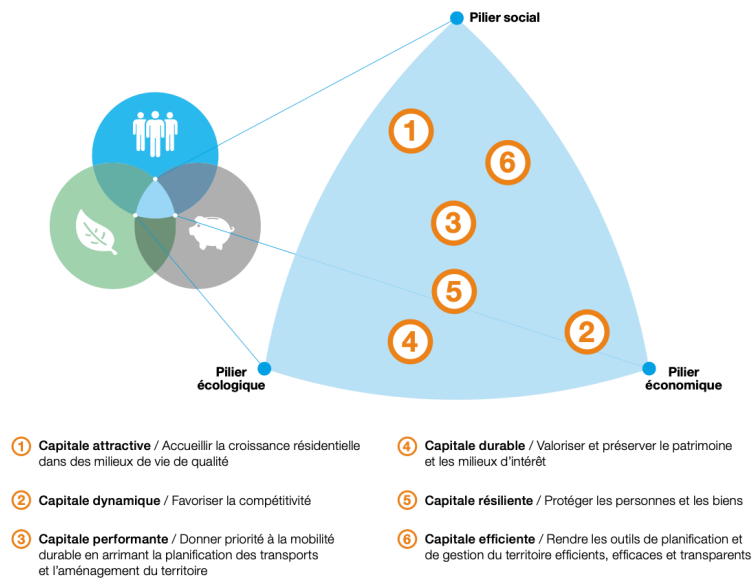 Pilier social
1
6
3
5
4
2
Pilier
écologique
Pilier
économique
1 Capitale attractive / Accueillir la croissance résidentielle
dans des milieux de vie de qualité
2 Capitale dynamique / Favoriser la compétitivité
3 Capitale performante / Donner priorité à la mobilité
durable en arrimant la planification des transports
et l'aménagement du territoire
4 Capitale durable / Valoriser et préserver le patrimoine
et les milieux d'intérêt
5 Capitale résiliente / Protéger les personnes et les biens
6 Capitale efficiente / Rendre les outils de planification et
de gestion du territoire efficients, efficaces et transparents